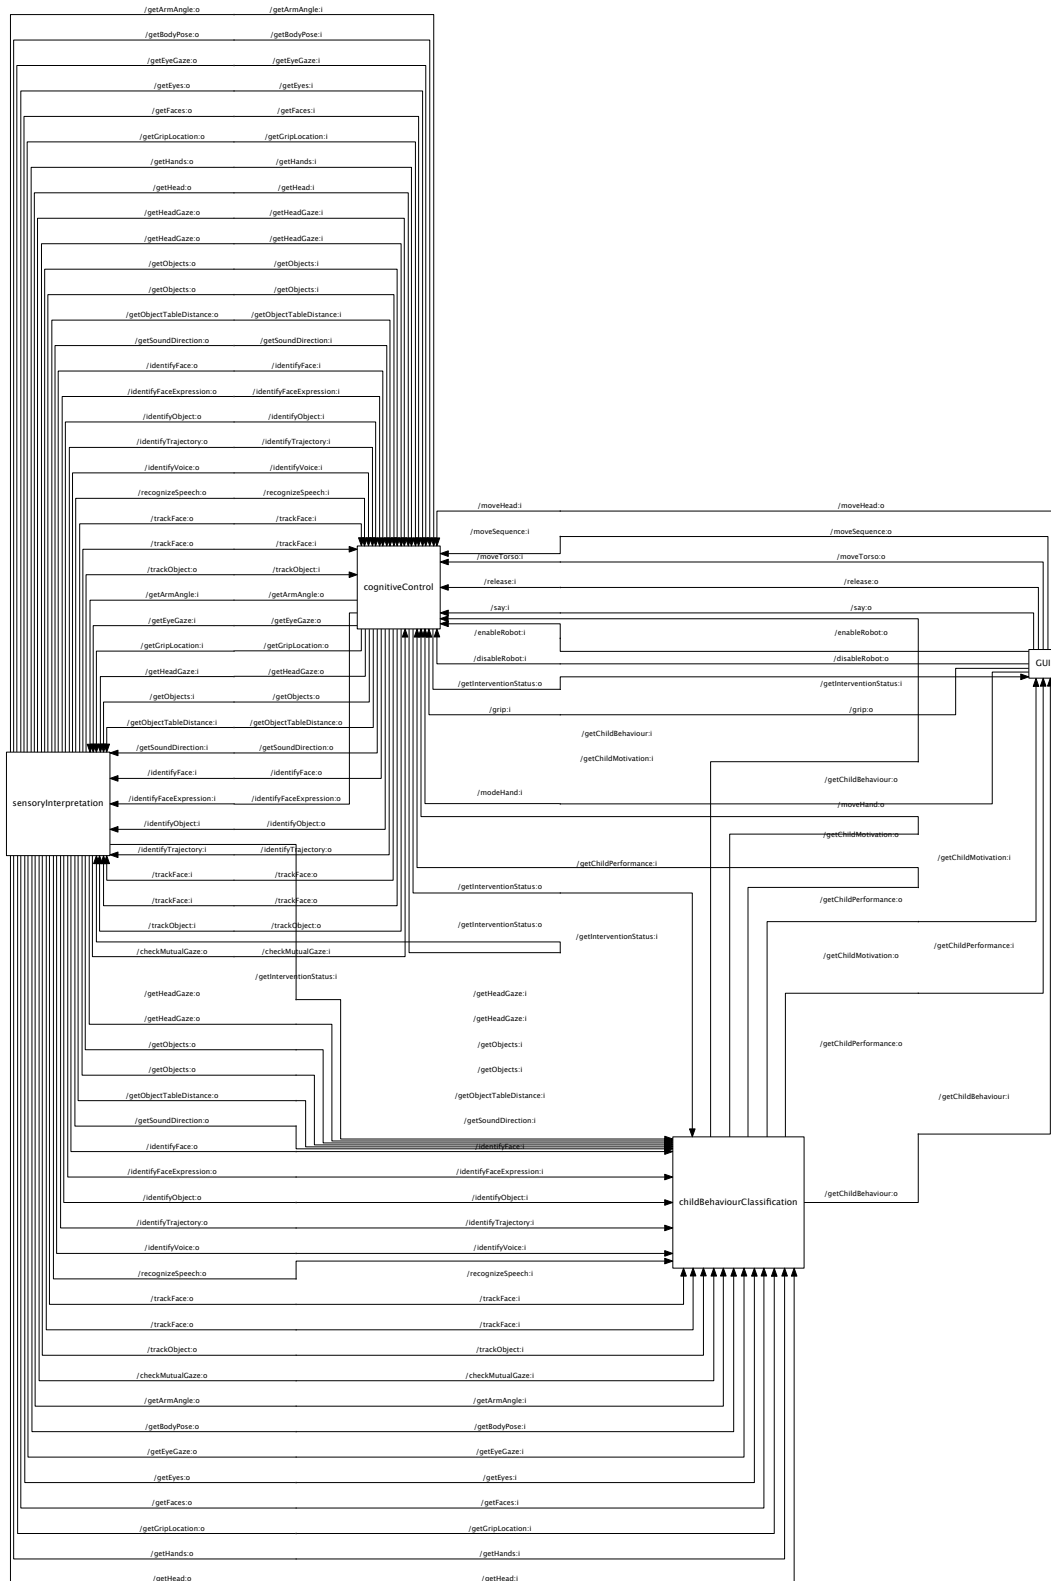 /getArmAngle:o /getArmAngle:i
/getBodyPose:o /getBodyPose:i
/getEyeGaze:o /getEyeGaze:i
/getEyes:o /getEyes:i
/getFaces:o /getFaces:i
/getGripLocation:o /getGripLocation:i
/getHands:o /getHands:i
/getHead:o /getHead:i
/getHeadGaze:o /getHeadGaze:i
/getHeadGaze:o /getHeadGaze:i
/getObjects:o /getObjects:i
/getObjects:o /getObjects:i
/getObjectTableDistance:o /getObjectTableDistance:i
/getSoundDirection:o /getSoundDirection:i
/identifyFace:o /identifyFace:i
/identifyFaceExpression:o /identifyFaceExpression:i
/identifyObject:o /identifyObject:i
/identifyTrajectory:o /identifyTrajectory:i
/identifyVoice:o /identifyVoice:i
/recognizeSpeech:o /recognizeSpeech:i
/moveHead:i /moveHead:o
/trackFace:o /trackFace:i
/moveSequence:i /moveSequence:o
/trackFace:o /trackFace:i
/moveTorso:i /moveTorso:o
/trackObject:o /trackObject:i
cognitiveControl
/release:i /release:o
/getArmAngle:i /getArmAngle:o
/say:i /say:o
/getEyeGaze:i /getEyeGaze:o
/enableRobot:i /enableRobot:o
/getGripLocation:i /getGripLocation:o
/disableRobot:i /disableRobot:o
GUI
/getHeadGaze:i /getHeadGaze:o
/getInterventionStatus:o /getInterventionStatus:i
/getObjects:i /getObjects:o
/grip:i /grip:o
/getObjectTableDistance:i /getObjectTableDistance:o
/getChildBehaviour:i
/getSoundDirection:i /getSoundDirection:o
/getChildMotivation:i
/identifyFace:i /identifyFace:o
/getChildBehaviour:o
sensoryInterpretation
/identifyFaceExpression:i /identifyFaceExpression:o
/modeHand:i /moveHand:o
/identifyObject:i /identifyObject:o
/getChildMotivation:o
/identifyTrajectory:i /identifyTrajectory:o
/getChildMotivation:i
/getChildPerformance:i
/trackFace:i /trackFace:o
/getInterventionStatus:o
/trackFace:i /trackFace:o
/getChildPerformance:o
/trackObject:i /trackObject:o
/getInterventionStatus:o
/getInterventionStatus:i
/getChildPerformance:i
/checkMutualGaze:o /checkMutualGaze:i
/getChildMotivation:o
/getInterventionStatus:i
/getHeadGaze:o /getHeadGaze:i
/getHeadGaze:o /getHeadGaze:i
/getObjects:o /getObjects:i
/getChildPerformance:o
/getObjects:o /getObjects:i
/getObjectTableDistance:o /getObjectTableDistance:i
/getChildBehaviour:i
/getSoundDirection:o /getSoundDirection:i
/identifyFace:o /identifyFace:i
/identifyFaceExpression:o /identifyFaceExpression:i
/identifyObject:o /identifyObject:i
childBehaviourClassification
/getChildBehaviour:o
/identifyTrajectory:o /identifyTrajectory:i
/identifyVoice:o /identifyVoice:i
/recognizeSpeech:o /recognizeSpeech:i
/trackFace:o /trackFace:i
/trackFace:o /trackFace:i
/trackObject:o /trackObject:i
/checkMutualGaze:o /checkMutualGaze:i
/getArmAngle:o /getArmAngle:i
/getBodyPose:o /getBodyPose:i
/getEyeGaze:o /getEyeGaze:i
/getEyes:o /getEyes:i
/getFaces:o /getFaces:i
/getGripLocation:o /getGripLocation:i
/getHands:o /getHands:i
/getHead:o /getHead:i